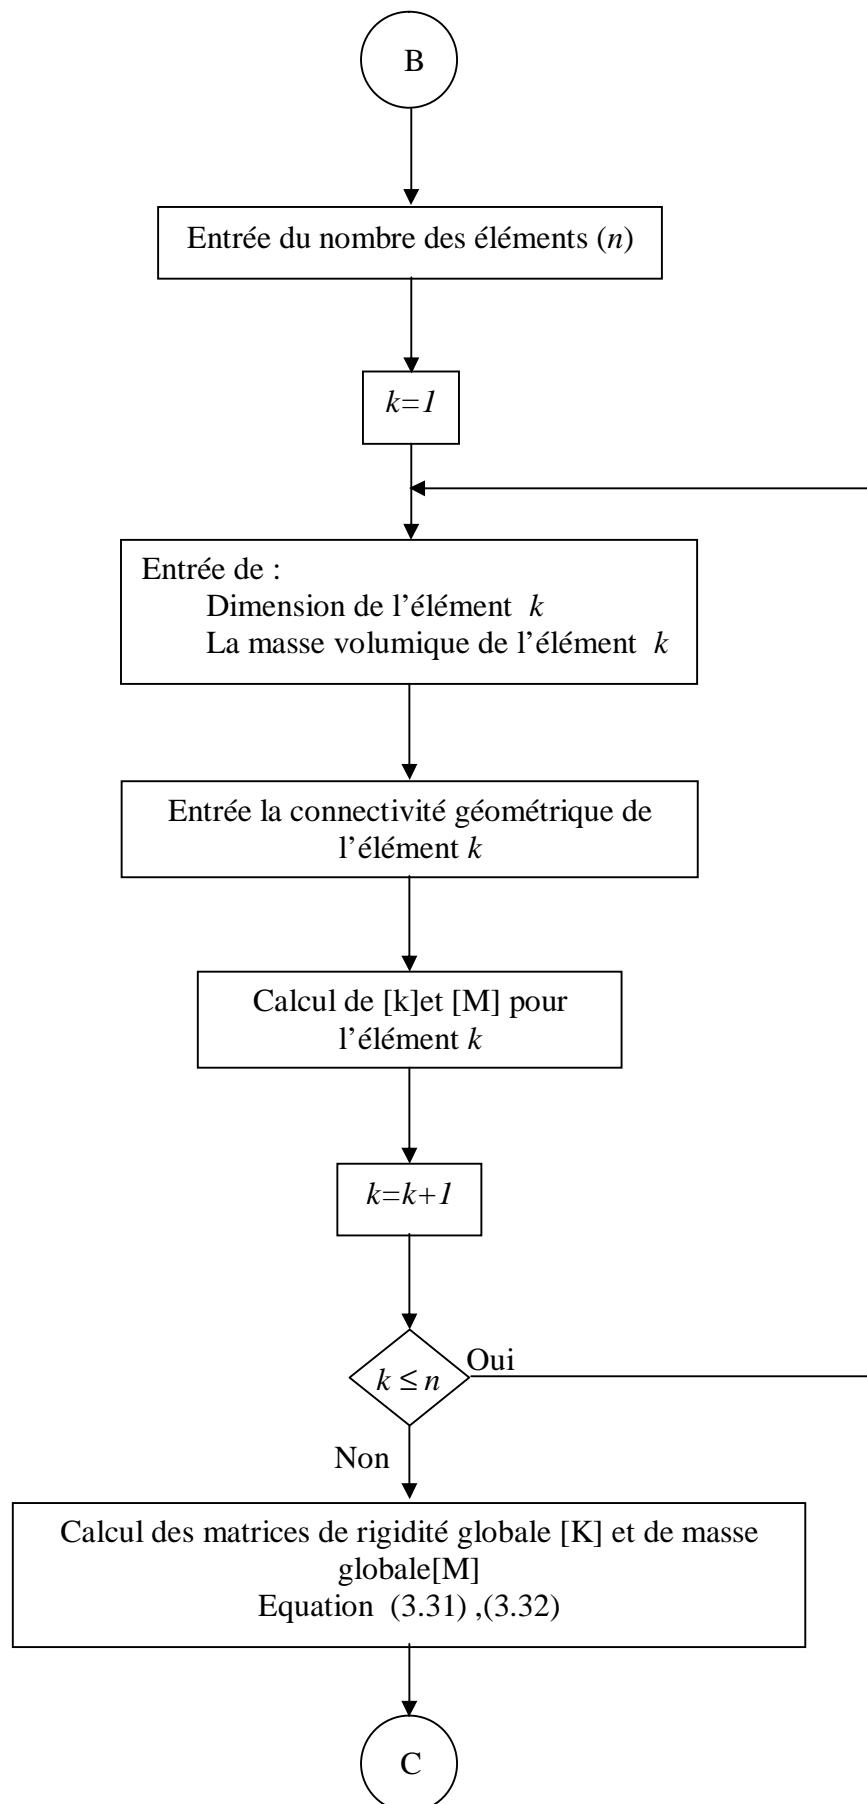 B
Entrée du nombre des éléments (n)
k=1
Entrée de :
Dimension de l’élément k
La masse volumique de l’élément k
Entrée la connectivité géométrique de
l’élément k
Calcul de [k]et [M] pour
l’élément k
k=k+1
k ≤ n
Oui
Non
Calcul des matrices de rigidité globale [K] et de masse
globale[M]
Equation (3.31) ,(3.32)
C